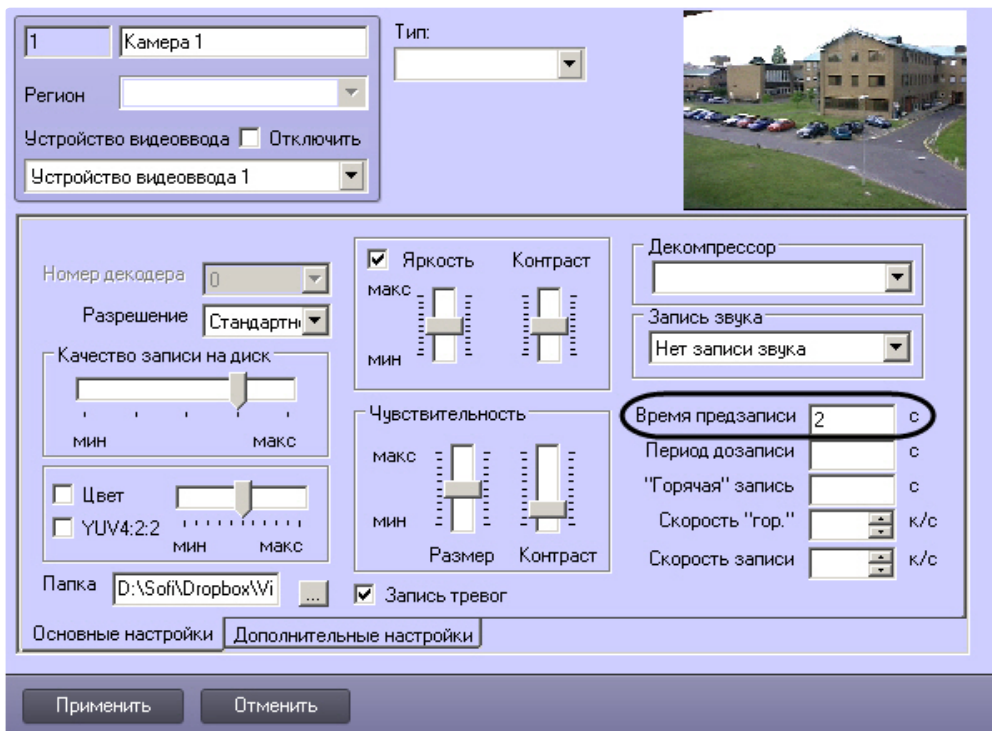 1
Камера 1
Тип:
Регион
Устройство видеоввода Отключить
Устройство видеоввода 1
Номер декодера 0
Разрешение Стандартн
Качество записи на диск
мин макс
Цвет
YUV4:2:2
мин макс
Папка D:\Sofi\Dropbox\Vi ...
Яркость Контраст
макс
мин
Чувствительность
макс
мин
Размер Контраст
Запись тревог
Декомпрессор
Запись звука
Нет записи звука
Время предзаписи 2 с
Период дозаписи с
"Горячая" запись с
Скорость "гор." к/с
Скорость записи к/с
Основные настройки Дополнительные настройки
Применить Отменить